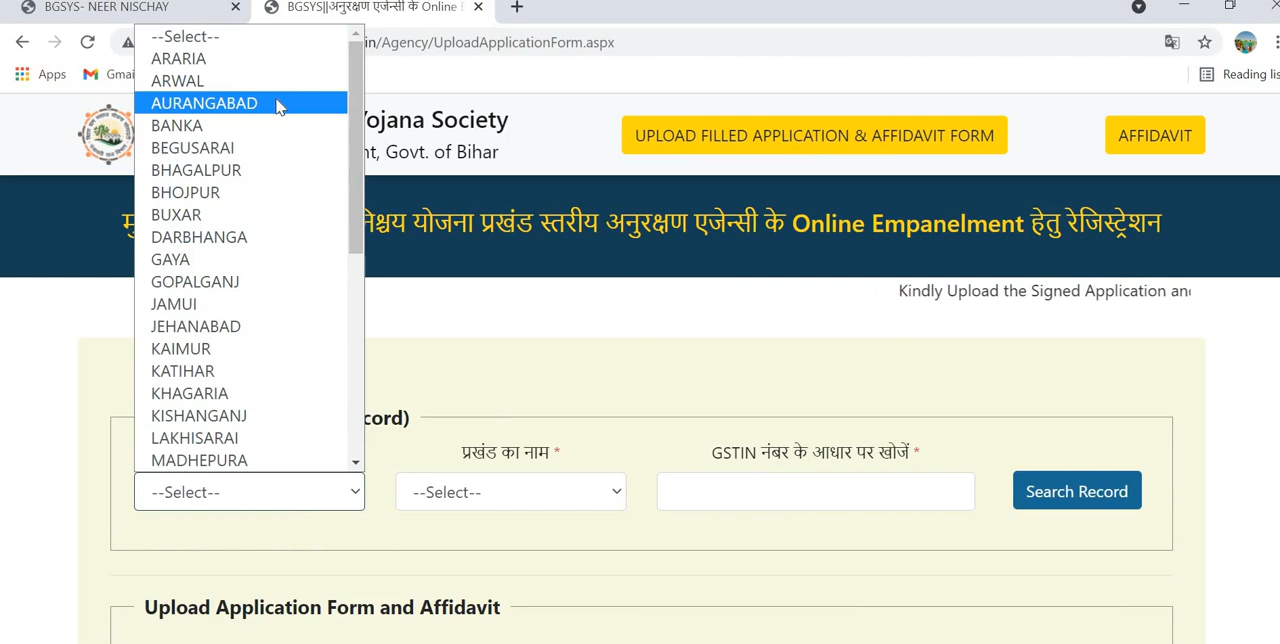 BGSYS- NEER NISCHAY
BGSYS||अनुरक्षण एजेन्सी के Online
in/Agency/UploadApplicationForm.aspx
Apps
Gmai
Reading lis
Yojana Society
nt, Govt. of Bihar
UPLOAD FILLED APPLICATION & AFFIDAVIT FORM
AFFIDAVIT
निश्चय योजना प्रखंड स्तरीय अनुरक्षण एजेन्सी के Online Empanelment हेतु रेजिस्ट्रेशन
Kindly Upload the Signed Application and
--Select--
ARARIA
ARWAL
AURANGABAD
BANKA
BEGUSARAI
BHAGALPUR
BHOJPUR
BUXAR
DARBHANGA
GAYA
GOPALGANJ
JAMUI
JEHANABAD
KAIMUR
KATIHAR
KHAGARIA
KISHANGANJ
LAKHISARAI
MADHEPURA
cord)
प्रखंड का नाम *
GSTIN नंबर के आधार पर खोजें *
--Select--
--Select--
Search Record
Upload Application Form and Affidavit